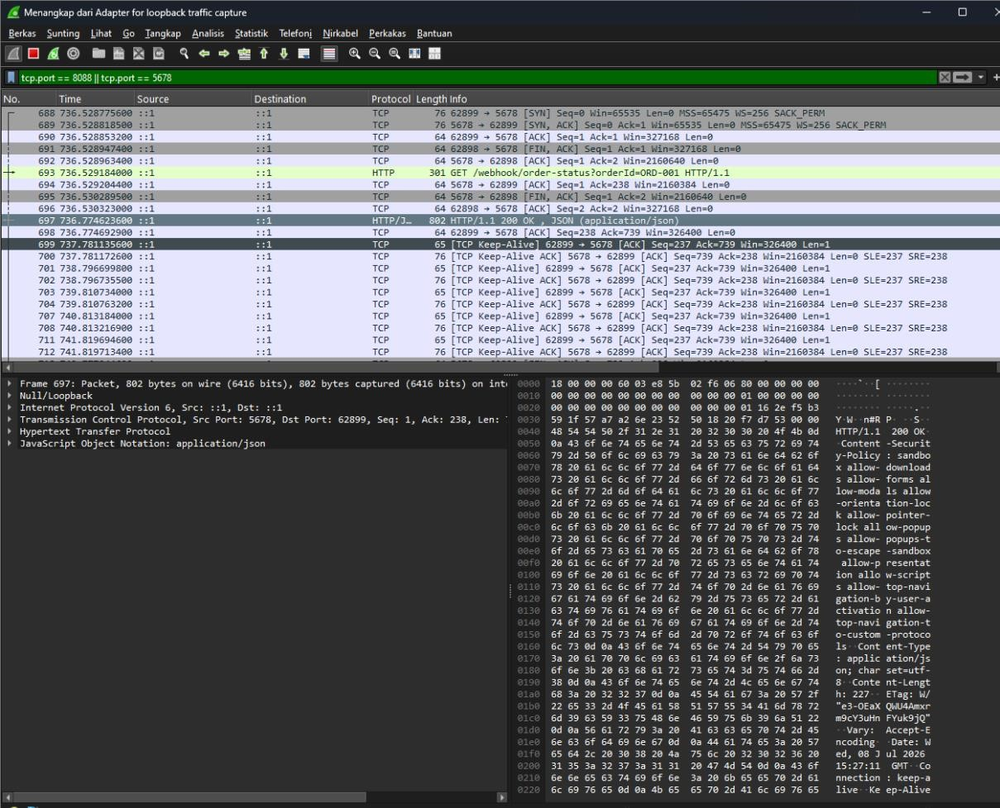 Menangkap dari Adapter for loopback traffic capture
Berkas Sunting Lihat Go Tangkap Analisis Statistik Telefoni Nirkabel Perkakas Bantuan
tcp.port == 8088 || tcp.port == 5678
No. Time Source Destination Protocol Length Info
688 736.528775600 ::1 ::1 TCP 76 62899 → 5678 [SYN] Seq=0 Win=65535 Len=0 MSS=65475 WS=256 SACK_PERM
689 736.528818500 ::1 ::1 TCP 76 5678 → 62899 [SYN, ACK] Seq=0 Ack=1 Win=65535 Len=0 MSS=65475 WS=256 SACK_PERM
690 736.528853200 ::1 ::1 TCP 64 62899 → 5678 [ACK] Seq=1 Ack=1 Win=327168 Len=0
691 736.528947400 ::1 ::1 TCP 64 62898 → 5678 [FIN, ACK] Seq=1 Ack=1 Win=327168 Len=0
692 736.528963400 ::1 ::1 TCP 64 5678 → 62898 [ACK] Seq=1 Ack=2 Win=2160640 Len=0
693 736.529184000 ::1 ::1 HTTP 301 GET /webhook/order-status?orderId=ORD-001 HTTP/1.1
694 736.529204400 ::1 ::1 TCP 64 5678 → 62899 [ACK] Seq=1 Ack=238 Win=2160384 Len=0
695 736.530289500 ::1 ::1 TCP 64 5678 → 62898 [FIN, ACK] Seq=1 Ack=2 Win=2160640 Len=0
696 736.530323000 ::1 ::1 TCP 64 62898 → 5678 [ACK] Seq=2 Ack=2 Win=327168 Len=0
697 736.774623600 ::1 ::1 HTTP/J… 802 HTTP/1.1 200 OK , JSON (application/json)
698 736.774692900 ::1 ::1 TCP 64 62899 → 5678 [ACK] Seq=238 Ack=739 Win=326400 Len=0
699 737.781135600 ::1 ::1 TCP 65 [TCP Keep-Alive] 62899 → 5678 [ACK] Seq=237 Ack=739 Win=326400 Len=1
700 737.781172600 ::1 ::1 TCP 76 [TCP Keep-Alive ACK] 5678 → 62899 [ACK] Seq=739 Ack=238 Win=2160384 Len=0 SLE=237 SRE=238
701 738.796699800 ::1 ::1 TCP 65 [TCP Keep-Alive] 62899 → 5678 [ACK] Seq=237 Ack=739 Win=326400 Len=1
702 738.796735500 ::1 ::1 TCP 76 [TCP Keep-Alive ACK] 5678 → 62899 [ACK] Seq=739 Ack=238 Win=2160384 Len=0 SLE=237 SRE=238
703 739.810734000 ::1 ::1 TCP 65 [TCP Keep-Alive] 62899 → 5678 [ACK] Seq=237 Ack=739 Win=326400 Len=1
704 739.810763200 ::1 ::1 TCP 76 [TCP Keep-Alive ACK] 5678 → 62899 [ACK] Seq=739 Ack=238 Win=2160384 Len=0 SLE=237 SRE=238
707 740.813184000 ::1 ::1 TCP 65 [TCP Keep-Alive] 62899 → 5678 [ACK] Seq=237 Ack=739 Win=326400 Len=1
708 740.813216900 ::1 ::1 TCP 76 [TCP Keep-Alive ACK] 5678 → 62899 [ACK] Seq=739 Ack=238 Win=2160384 Len=0 SLE=237 SRE=238
711 741.819694600 ::1 ::1 TCP 65 [TCP Keep-Alive] 62899 → 5678 [ACK] Seq=237 Ack=739 Win=326400 Len=1
712 741.819713400 ::1 ::1 TCP 76 [TCP Keep-Alive ACK] 5678 → 62899 [ACK] Seq=739 Ack=238 Win=2160384 Len=0 SLE=237 SRE=238
Frame 697: Packet, 802 bytes on wire (6416 bits), 802 bytes captured (6416 bits) on inte
Null/Loopback
Internet Protocol Version 6, Src: ::1, Dst: ::1
Transmission Control Protocol, Src Port: 5678, Dst Port: 62899, Seq: 1, Ack: 238, Len:
Hypertext Transfer Protocol
JavaScript Object Notation: application/json
0000 18 00 00 00 60 03 e8 5b 02 f6 06 80 00 00 00 00 ····`··[ ········
0010 00 00 00 00 00 00 00 00 00 00 00 01 00 00 00 00 ········ ········
0020 00 00 00 00 00 00 00 00 00 00 00 01 16 2e f5 b3 ········ ·····.··
0030 59 1f 57 a7 a2 6e 23 52 50 18 20 f7 d7 53 00 00 Y·W··n#R P· ··S··
0040 48 54 54 50 2f 31 2e 31 20 32 30 30 20 4f 4b 0d HTTP/1.1 200 OK·
0050 0a 43 6f 6e 74 65 6e 74 2d 53 65 63 75 72 69 74 ·Content -Securit
0060 79 2d 50 6f 6c 69 63 79 3a 20 73 61 6e 64 62 6f y-Policy : sandbo
0070 78 20 61 6c 6c 6f 77 2d 64 6f 77 6e 6c 6f 61 64 x allow- download
0080 73 20 61 6c 6c 6f 77 2d 66 6f 72 6d 73 20 61 6c s allow- forms al
0090 6c 6f 77 2d 6d 6f 64 61 6c 73 20 61 6c 6c 6f 77 low-moda ls allow
00a0 2d 6f 72 69 65 6e 74 61 74 69 6f 6e 2d 6c 6f 63 -orienta tion-loc
00b0 6b 20 61 6c 6c 6f 77 2d 70 6f 69 6e 74 65 72 2d k allow- pointer-
00c0 6c 6f 63 6b 20 61 6c 6c 6f 77 2d 70 6f 70 75 70 lock all ow-popup
00d0 73 20 61 6c 6c 6f 77 2d 70 6f 70 75 70 73 2d 74 s allow- popups-t
00e0 6f 2d 65 73 63 61 70 65 2d 73 61 6e 64 62 6f 78 o-escape -sandbox
00f0 20 61 6c 6c 6f 77 2d 70 72 65 73 65 6e 74 61 74 allow-p resentat
0100 69 6f 6e 20 61 6c 6c 6f 77 2d 73 63 72 69 70 74 ion allo w-script
0110 73 20 61 6c 6c 6f 77 2d 74 6f 70 2d 6e 61 76 69 s allow- top-navi
0120 67 61 74 69 6f 6e 2d 62 79 2d 75 73 65 72 2d 61 gation-b y-user-a
0130 63 74 69 76 61 74 69 6f 6e 20 61 6c 6c 6f 77 2d ctivatio n allow-
0140 74 6f 70 2d 6e 61 76 69 67 61 74 69 6f 6e 2d 74 top-navi gation-t
0150 6f 2d 63 75 73 74 6f 6d 2d 70 72 6f 74 6f 63 6f o-custom -protoco
0160 6c 73 0d 0a 43 6f 6e 74 65 6e 74 2d 54 79 70 65 ls··Cont ent-Type
0170 3a 20 61 70 70 6c 69 63 61 74 69 6f 6e 2f 6a 73 : applic ation/js
0180 6f 6e 3b 20 63 68 61 72 73 65 74 3d 75 74 66 2d on; char set=utf-
0190 38 0d 0a 43 6f 6e 74 65 6e 74 2d 4c 65 6e 67 74 8··Conte nt-Lengt
01a0 68 3a 20 32 32 37 0d 0a 45 54 61 67 3a 20 57 2f h: 227·· ETag: W/
01b0 22 65 33 2d 4f 45 61 58 51 57 55 34 41 6d 78 72 "e3-OEaX QWU4Amxr
01c0 6d 39 63 59 33 75 48 6e 46 59 75 6b 39 6a 51 22 m9cY3uHn FYuk9jQ"
01d0 0d 0a 56 61 72 79 3a 20 41 63 63 65 70 74 2d 45 ··Vary: Accept-E
01e0 6e 63 6f 64 69 6e 67 0d 0a 44 61 74 65 3a 20 57 ncoding· ·Date: W
01f0 65 64 2c 20 30 38 20 4a 75 6c 20 32 30 32 36 20 ed, 08 J ul 2026
0200 31 35 3a 32 37 3a 31 31 20 47 4d 54 0d 0a 43 6f 15:27:11 GMT··Co
0210 6e 6e 65 63 74 69 6f 6e 3a 20 6b 65 65 70 2d 61 nnection : keep-a
0220 6c 69 76 65 0d 0a 4b 65 65 70 2d 41 6c 69 76 65 live··Ke ep-Alive